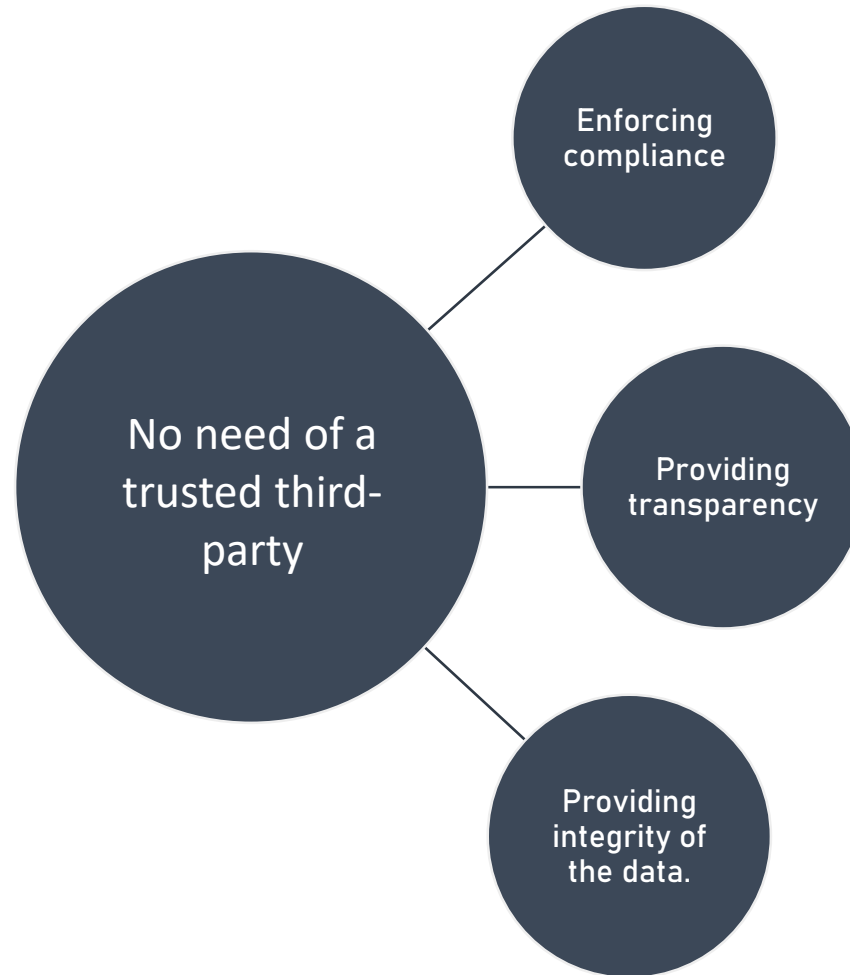 Enforcing
compliance
No need of a
trusted third-
party
Providing
transparency
Providing
integrity of
the data.